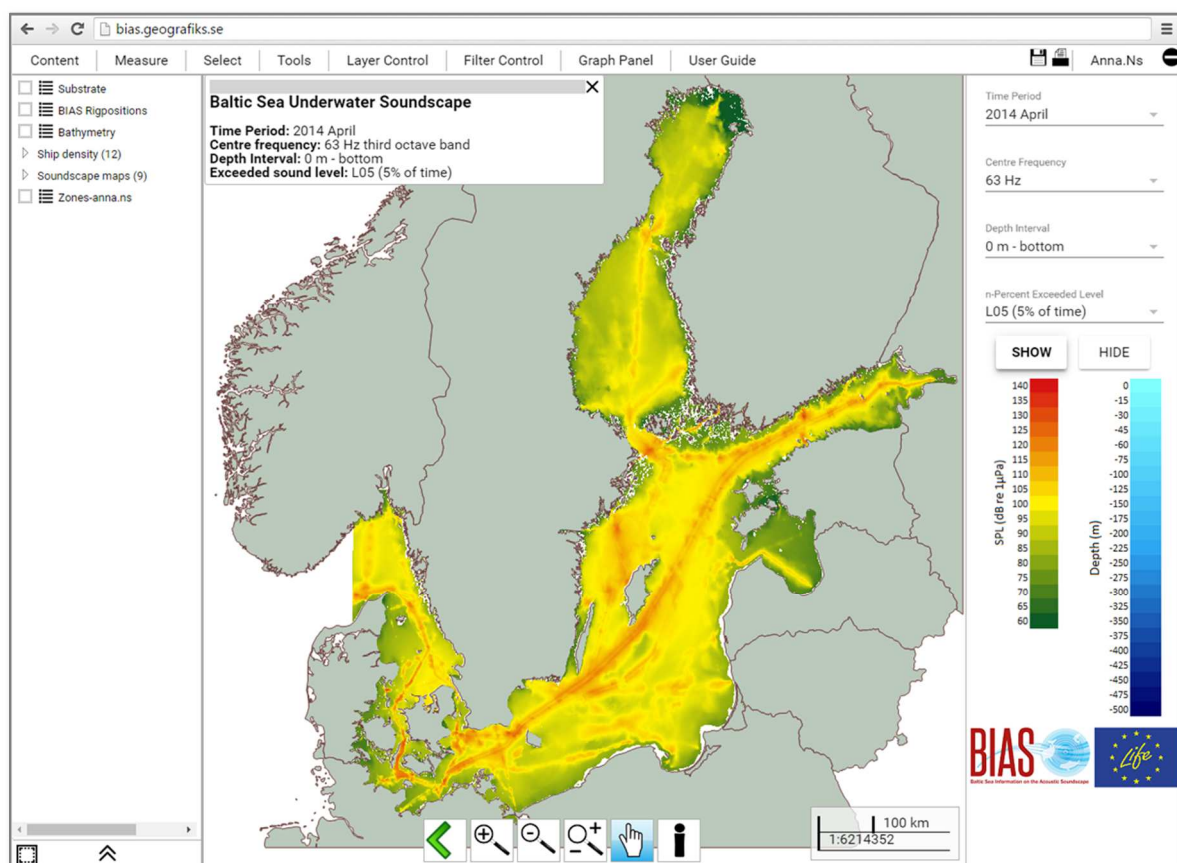 bias.geografiks.se
Content Measure Select Tools Layer Control Filter Control Graph Panel User Guide Anna.Ns
Substrate
BIAS Rigpositions
Bathymetry
Ship density (12)
Soundscape maps (9)
Zones-anna.ns
Baltic Sea Underwater Soundscape
Time Period: 2014 April
Centre frequency: 63 Hz third octave band
Depth Interval: 0 m - bottom
Exceeded sound level: L05 (5% of time)
Time Period
2014 April
Centre Frequency
63 Hz
Depth Interval
0 m - bottom
n-Percent Exceeded Level
L05 (5% of time)
SHOW HIDE
SPL (dB re 1µPa)
140
135
130
125
120
115
110
105
100
95
90
85
80
75
70
65
60
Depth (m)
0
-15
-30
-45
-60
-75
-100
-125
-150
-175
-200
-225
-250
-275
-300
-325
-350
-375
-400
-450
-500
BIAS
Baltic Sea Information on the Acoustic Soundscape
Life
100 km
1:6214352